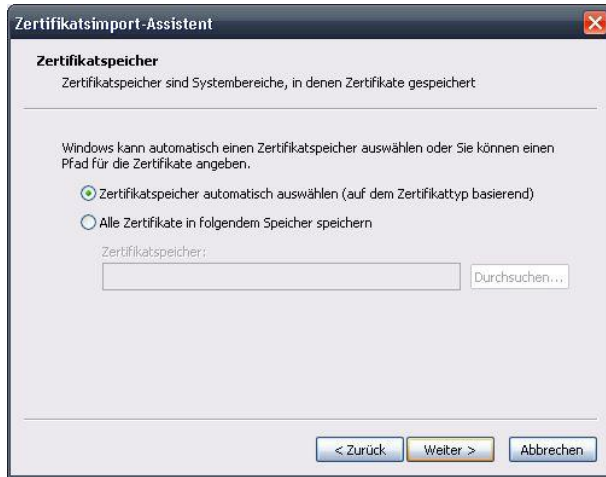 Zertifikatsimport-Assistent
Zertifikatspeicher
Zertifikatspeicher sind Systembereiche, in denen Zertifikate gespeichert
Windows kann automatisch einen Zertifikatspeicher auswählen oder Sie können einen
Pfad für die Zertifikate angeben.
Zertifikatspeicher automatisch auswählen (auf dem Zertifikattyp basierend)
Alle Zertifikate in folgendem Speicher speichern
Zertifikatspeicher:
Durchsuchen...
< Zurück
Weiter >
Abbrechen